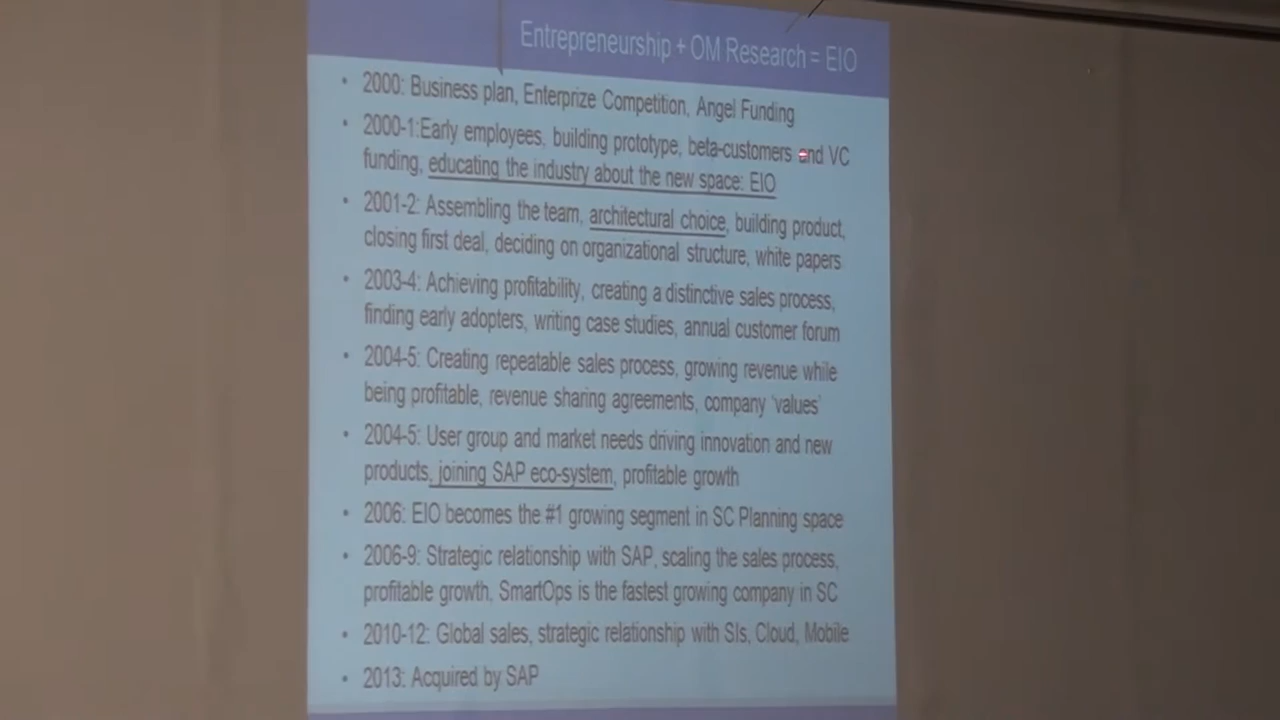 Entrepreneurship + OM Research = EIO
• 2000: Business plan, Enterprize Competition, Angel Funding
• 2000-1:Early employees, building prototype, beta-customers and VC
funding, educating the industry about the new space: EIO
• 2001-2: Assembling the team, architectural choice, building product,
closing first deal, deciding on organizational structure, white papers
• 2003-4: Achieving profitability, creating a distinctive sales process,
finding early adopters, writing case studies, annual customer forum
• 2004-5: Creating repeatable sales process, growing revenue while
being profitable, revenue sharing agreements, company ‘values’
• 2004-5: User group and market needs driving innovation and new
products, joining SAP eco-system, profitable growth
• 2006: EIO becomes the #1 growing segment in SC Planning space
• 2006-9: Strategic relationship with SAP, scaling the sales process,
profitable growth, SmartOps is the fastest growing company in SC
• 2010-12: Global sales, strategic relationship with SIs, Cloud, Mobile
• 2013: Acquired by SAP